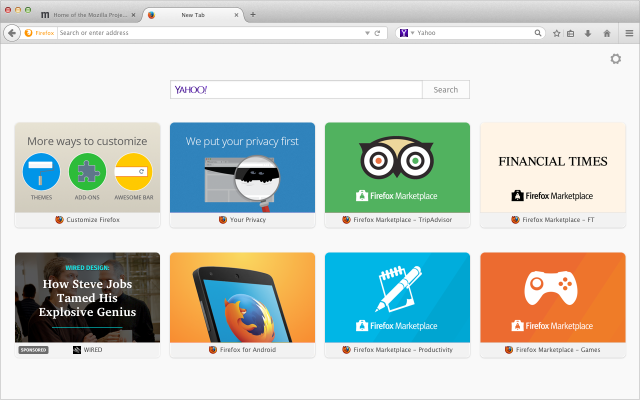 Home of the Mozilla Proje...
New Tab
Firefox
Search or enter address
Yahoo
YAHOO!
Search
More ways to customize
THEMES
ADD-ONS
AWESOME BAR
Customize Firefox
We put your privacy first
Your Privacy
Firefox Marketplace
Firefox Marketplace – TripAdvisor
FINANCIAL TIMES
Firefox Marketplace
Firefox Marketplace – FT
WIRED DESIGN:
How Steve Jobs
Tamed His
Explosive Genius
SPONSORED
WIRED
Firefox for Android
Firefox Marketplace
Firefox Marketplace – Productivity
Firefox Marketplace
Firefox Marketplace – Games